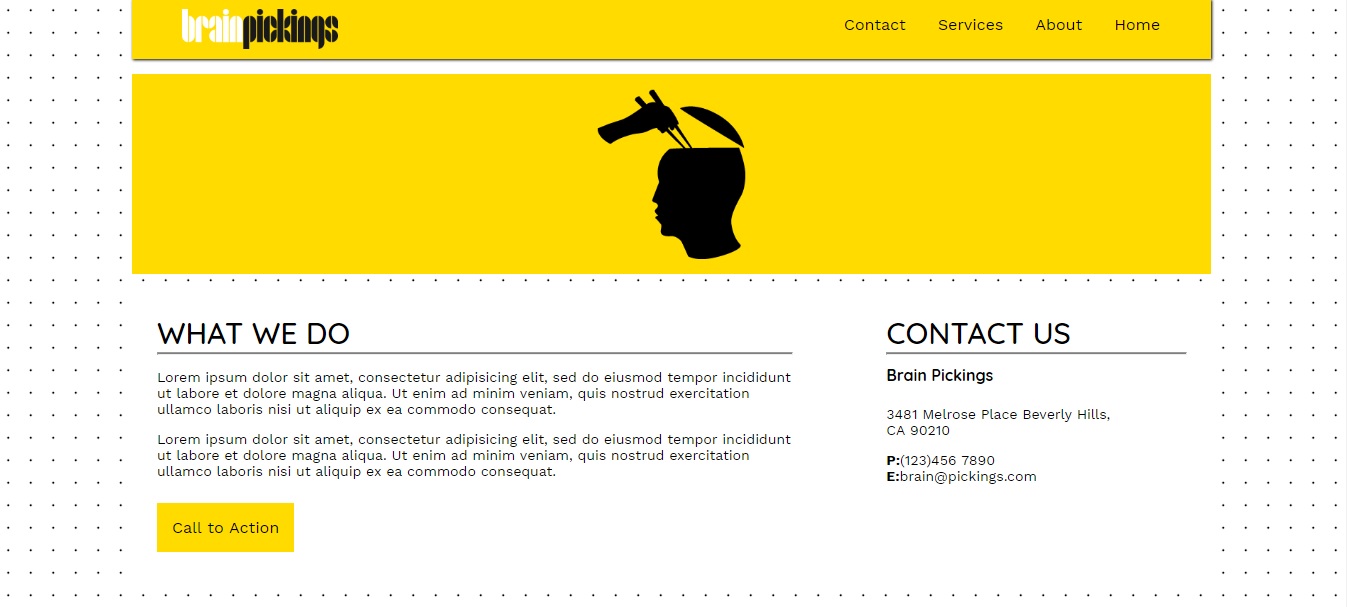 brainpickings
Contact Services About Home
WHAT WE DO
Lorem ipsum dolor sit amet, consectetur adipisicing elit, sed do eiusmod tempor incididunt
ut labore et dolore magna aliqua. Ut enim ad minim veniam, quis nostrud exercitation
ullamco laboris nisi ut aliquip ex ea commodo consequat.
Lorem ipsum dolor sit amet, consectetur adipisicing elit, sed do eiusmod tempor incididunt
ut labore et dolore magna aliqua. Ut enim ad minim veniam, quis nostrud exercitation
ullamco laboris nisi ut aliquip ex ea commodo consequat.
Call to Action
CONTACT US
Brain Pickings
3481 Melrose Place Beverly Hills,
CA 90210
P:(123)456 7890
E:brain@pickings.com